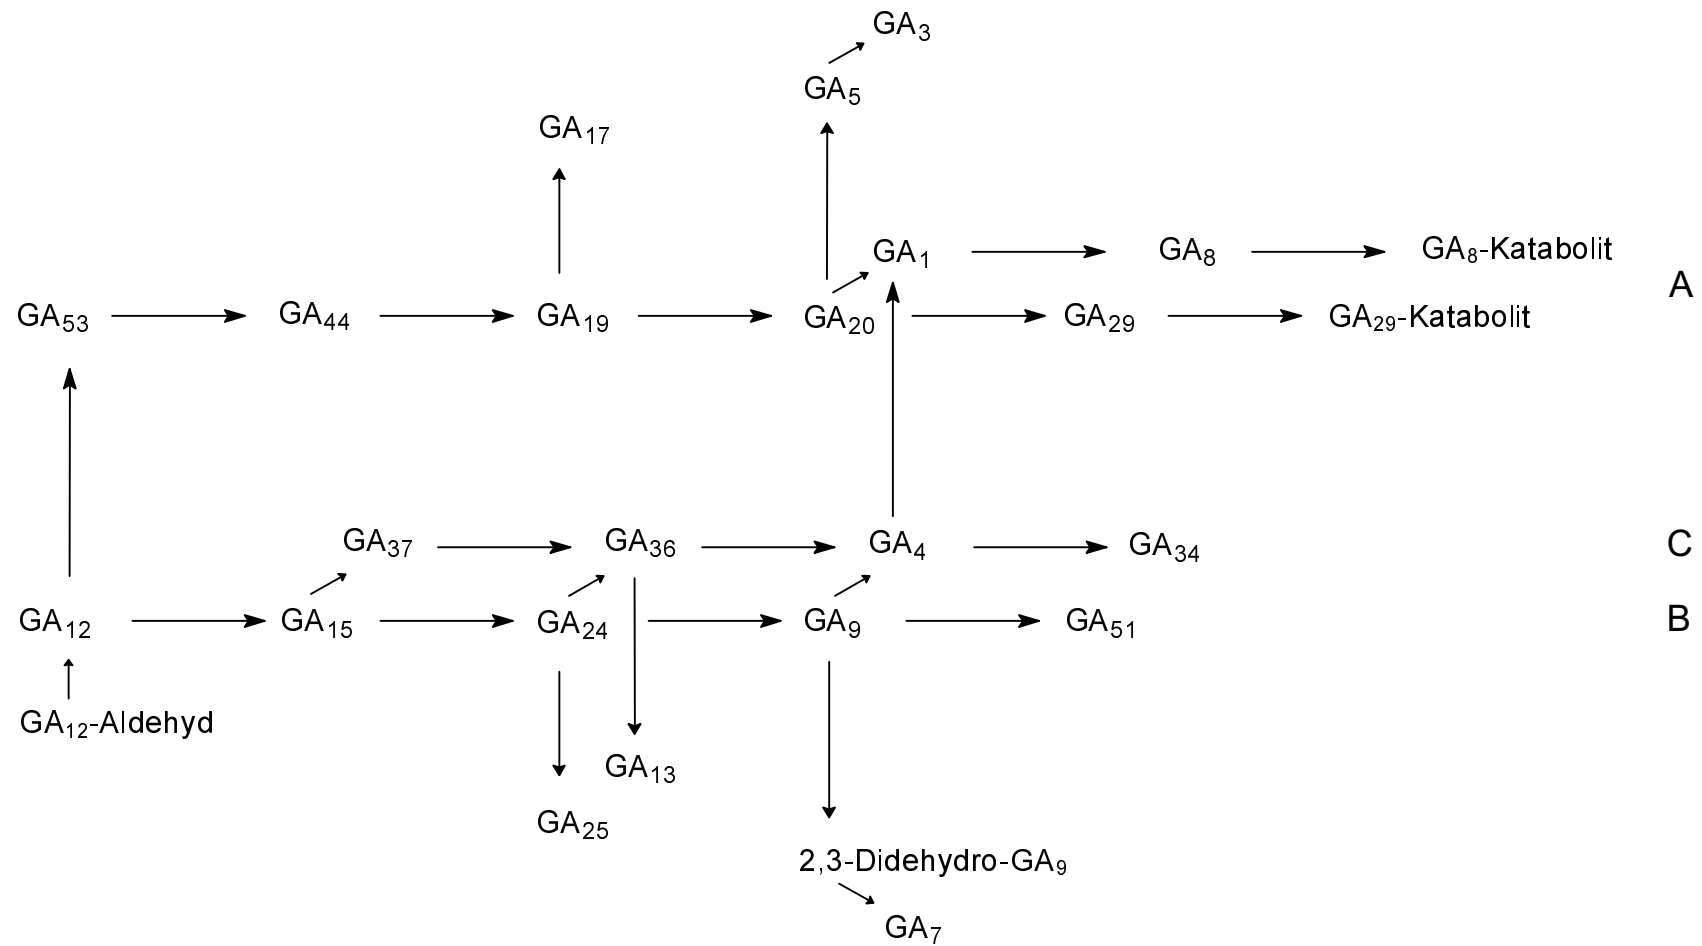 GA₃
GA₅
GA₁₇
GA₁ GA₈ GA₈-Katabolit
A
GA₅₃ GA₄₄ GA₁₉ GA₂₀ GA₂₉ GA₂₉-Katabolit
GA₃₇ GA₃₆ GA₄ GA₃₄ C
GA₁₂ GA₁₅ GA₂₄ GA₉ GA₅₁ B
GA₁₂-Aldehyd
GA₁₃
GA₂₅
2,3-Didehydro-GA₉
GA₇